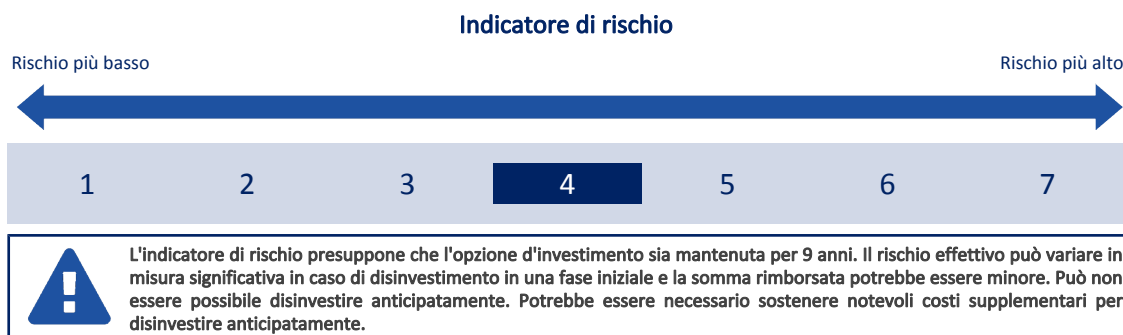 Indicatore di rischio
Rischio più basso
Rischio più alto
1 2 3 4 5 6 7
L'indicatore di rischio presuppone che l'opzione d'investimento sia mantenuta per 9 anni. Il rischio effettivo può variare in
misura significativa in caso di disinvestimento in una fase iniziale e la somma rimborsata potrebbe essere minore. Può non
essere possibile disinvestire anticipatamente. Potrebbe essere necessario sostenere notevoli costi supplementari per
disinvestire anticipatamente.